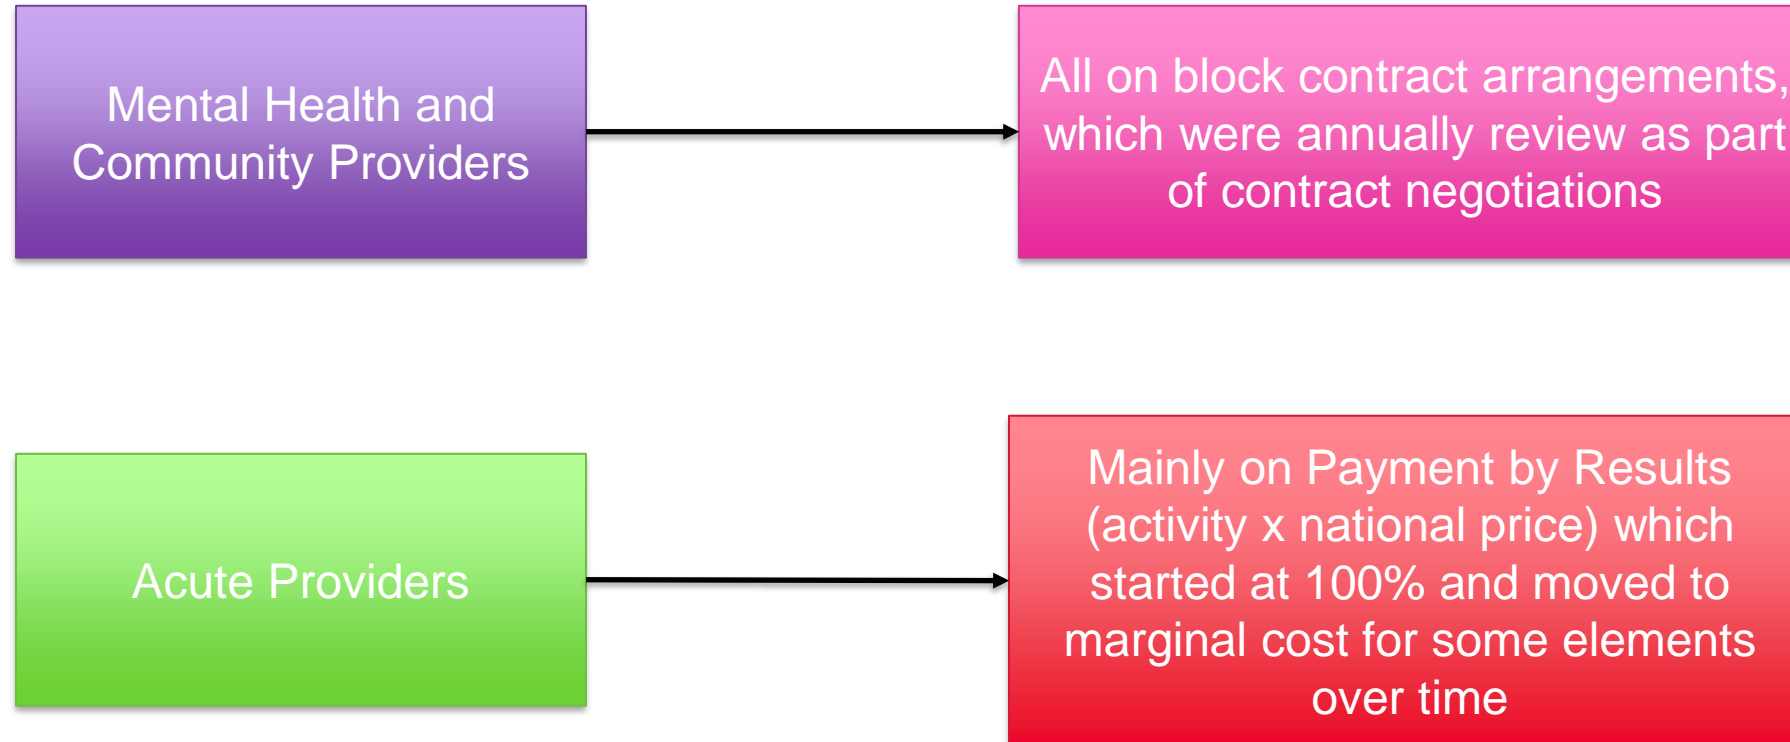 Mental Health and
Community Providers
All on block contract arrangements,
which were annually review as part
of contract negotiations
Acute Providers
Mainly on Payment by Results
(activity x national price) which
started at 100% and moved to
marginal cost for some elements
over time